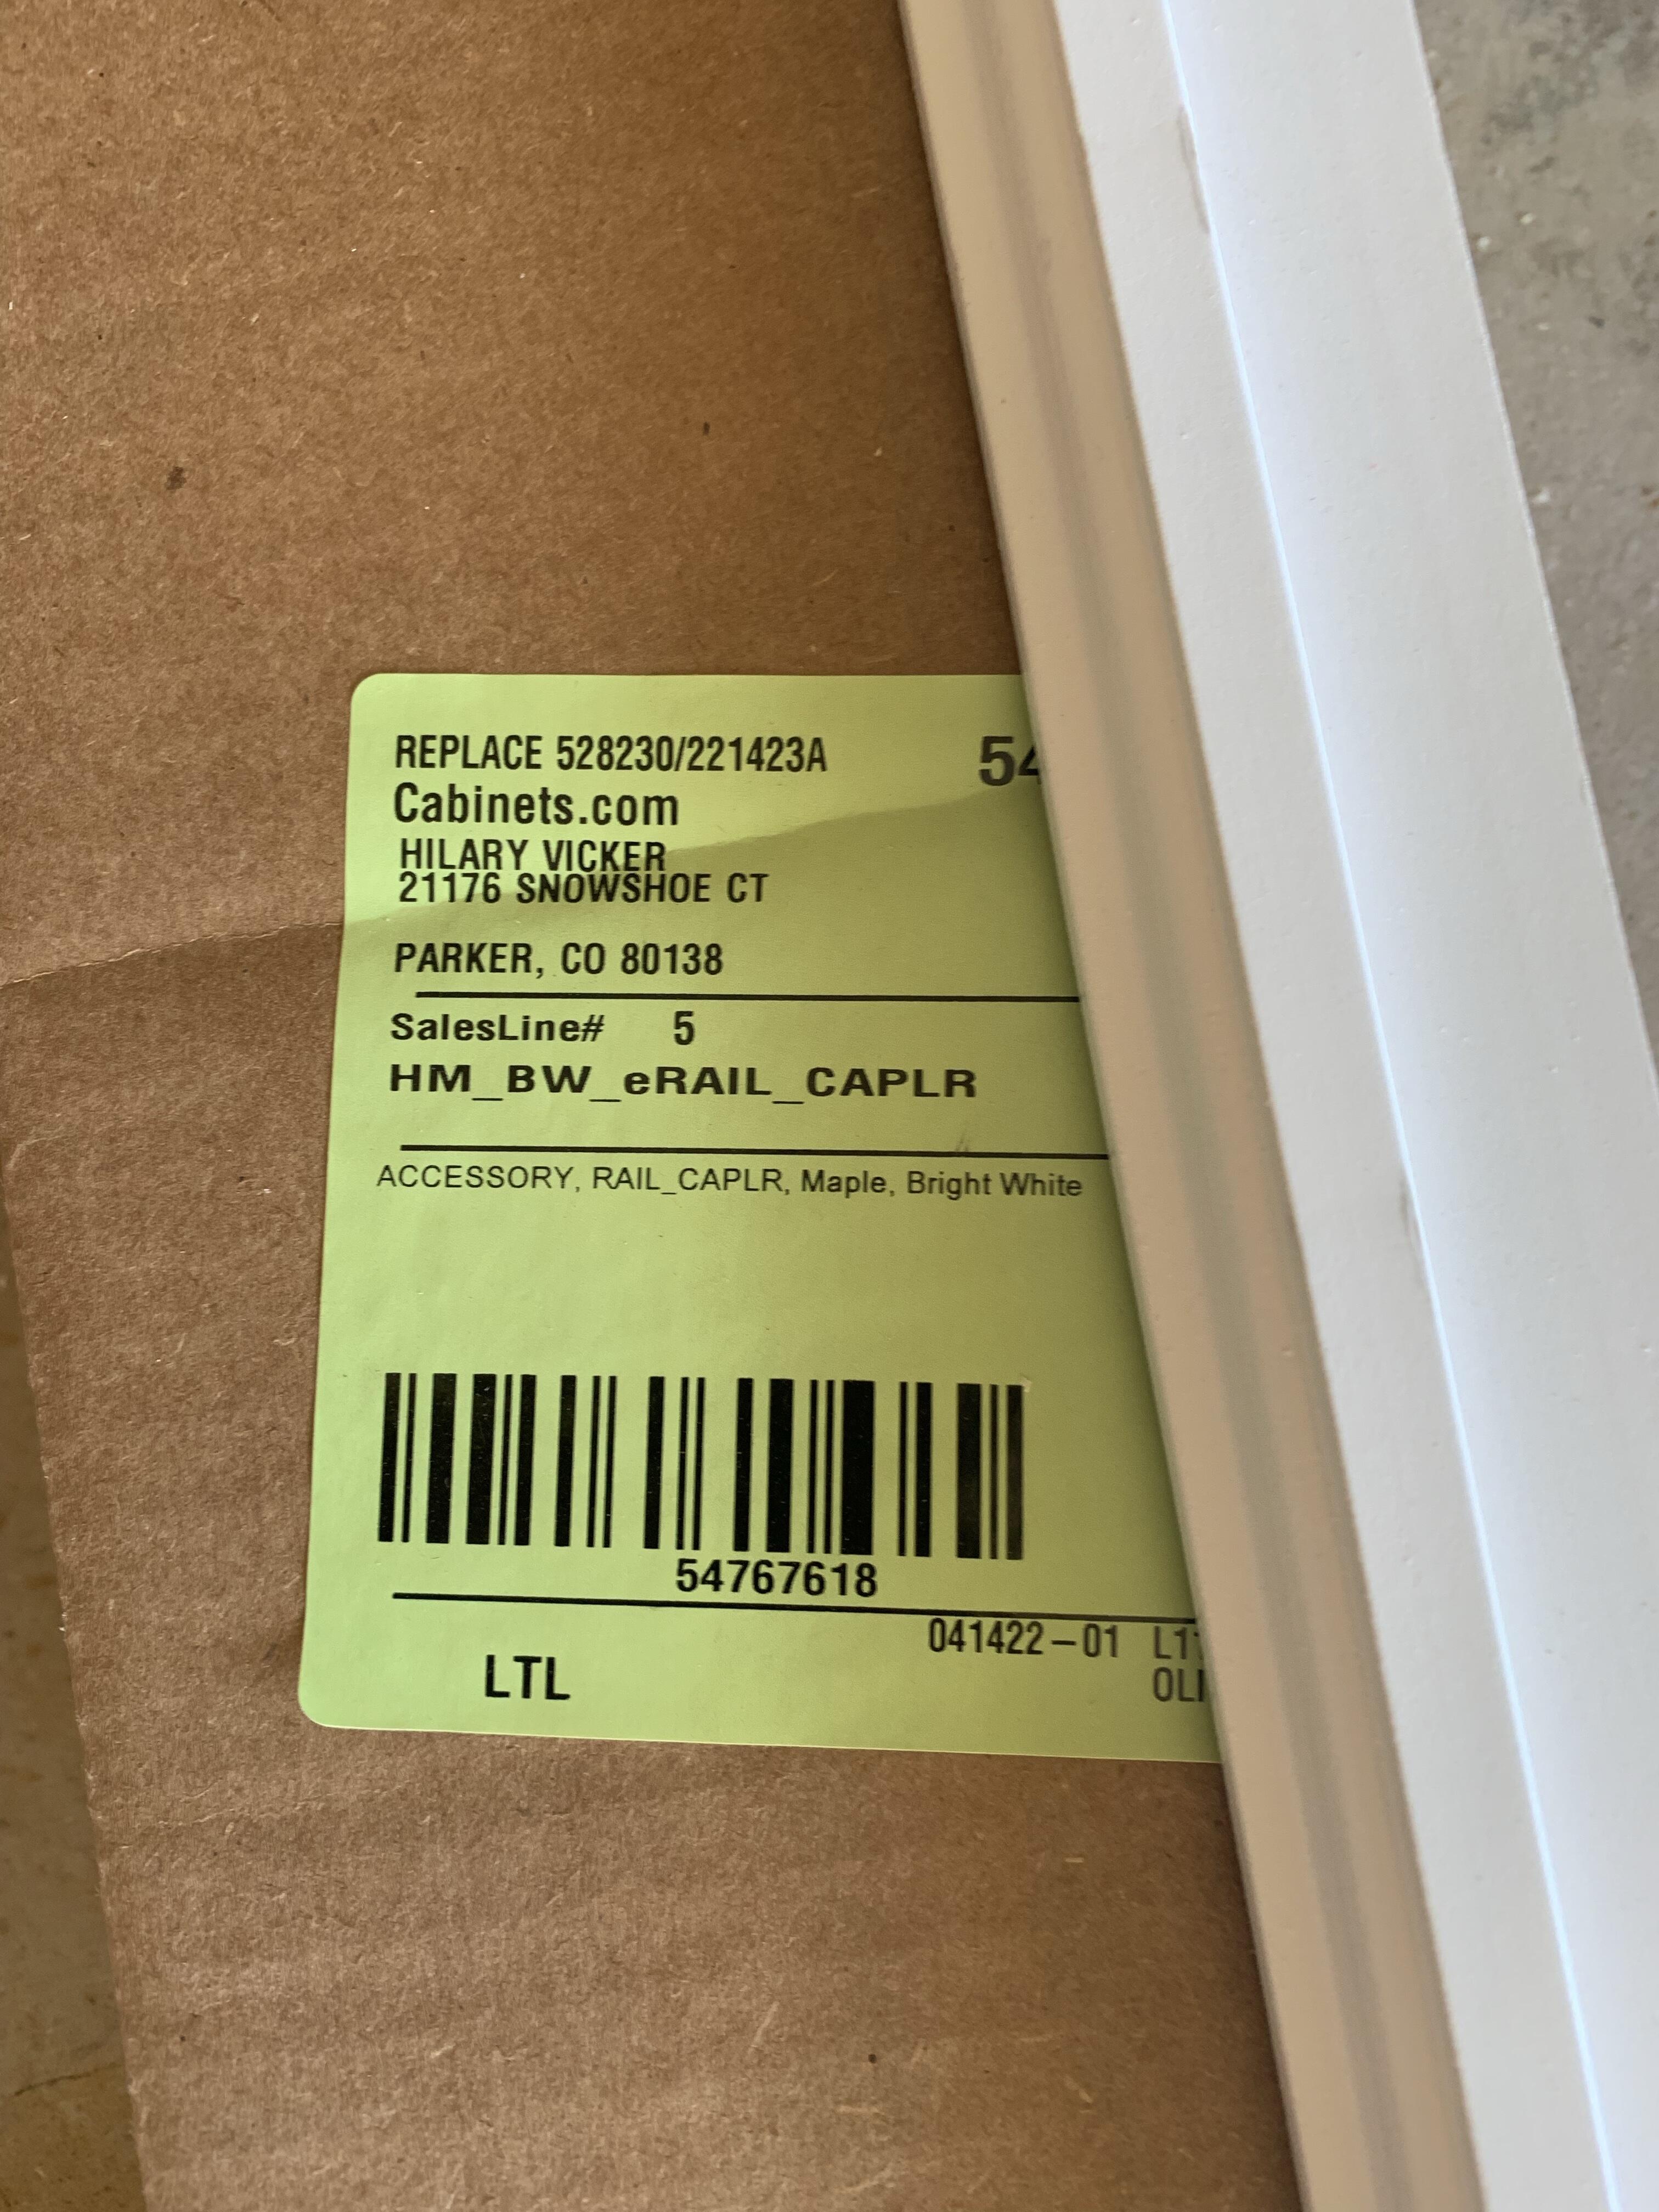 REPLACE 528230/221423A
Cabinets.com
HILARY VICKER
21176 SNOWSHOE CT
PARKER, CO 80138
SalesLine# 5
HM_BW_eRAIL_CAPLR
ACCESSORY, RAIL_CAPLR, Maple, Bright White
54767618
041422-01
LTL